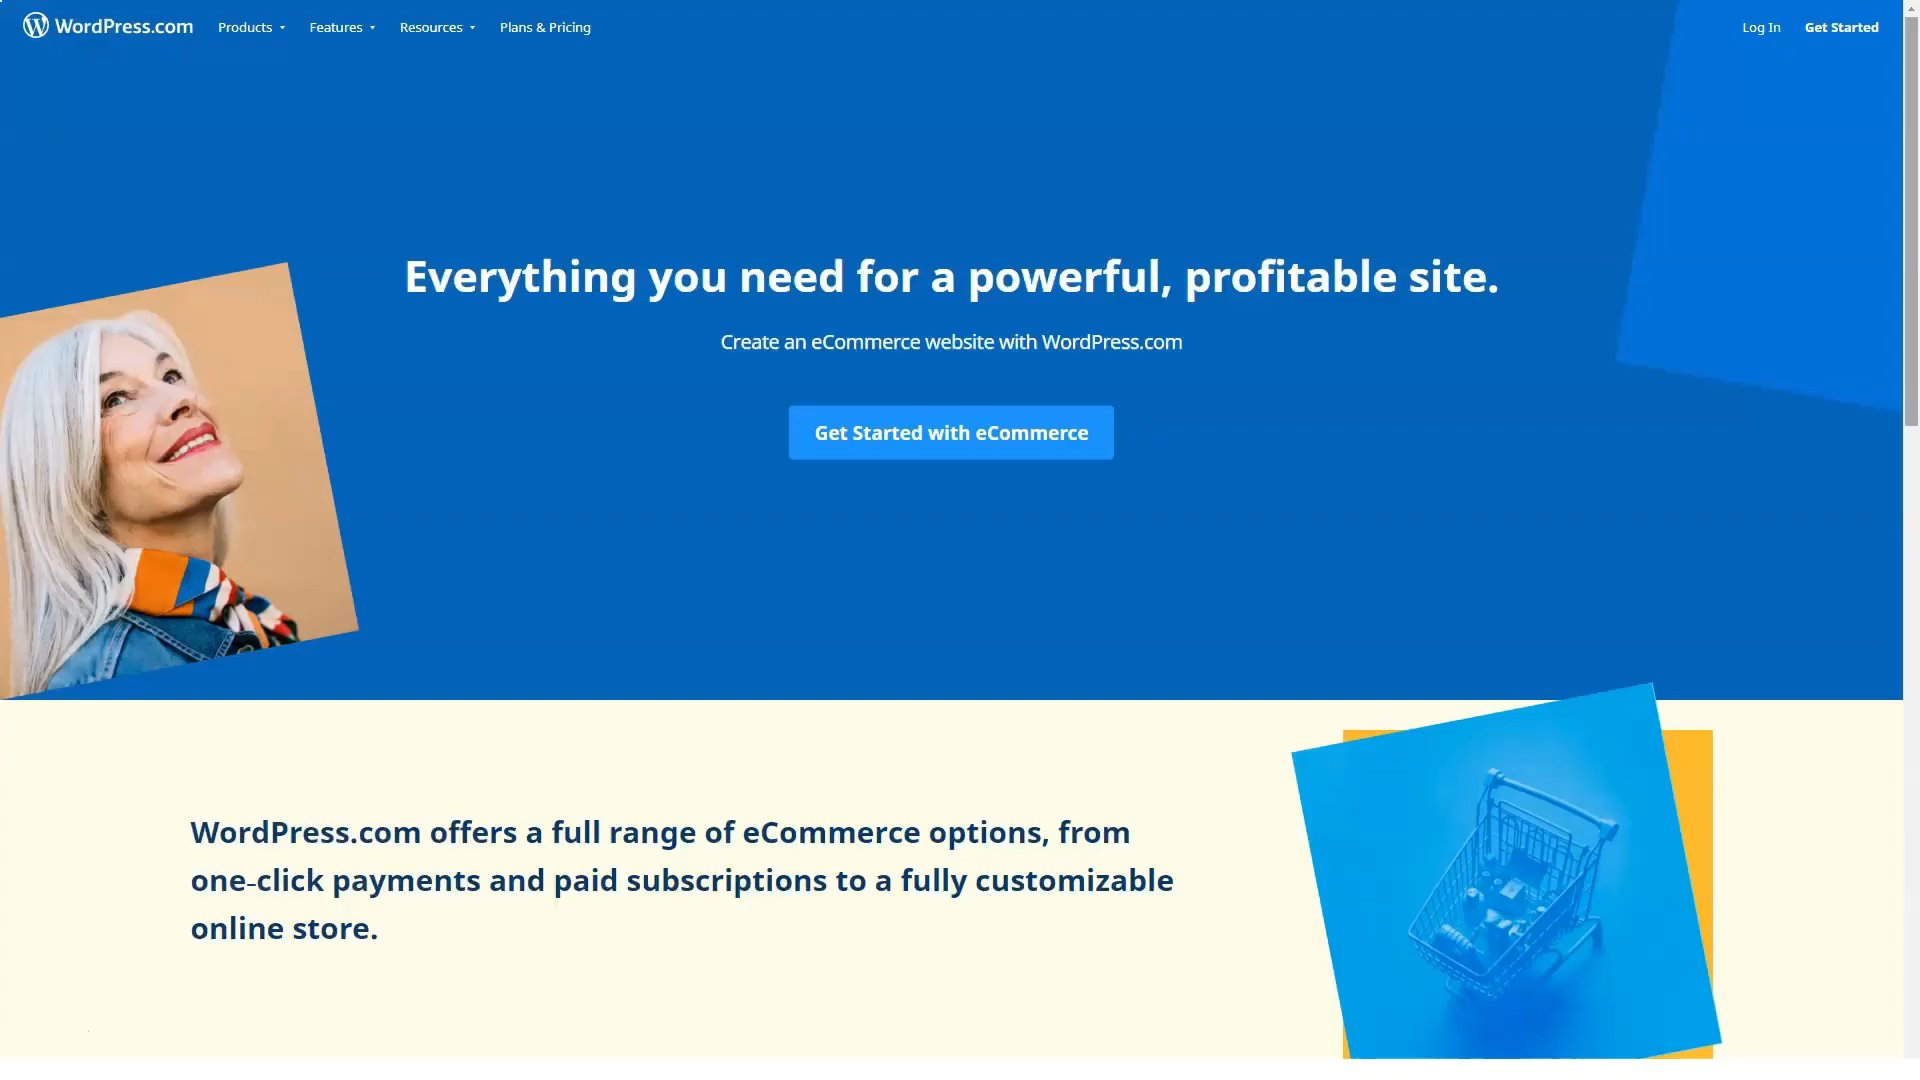 WordPress.com Products Features Resources Plans & Pricing Log In Get Started
Everything you need for a powerful, profitable site.
Create an eCommerce website with WordPress.com
Get Started with eCommerce
WordPress.com offers a full range of eCommerce options, from
one-click payments and paid subscriptions to a fully customizable
online store.